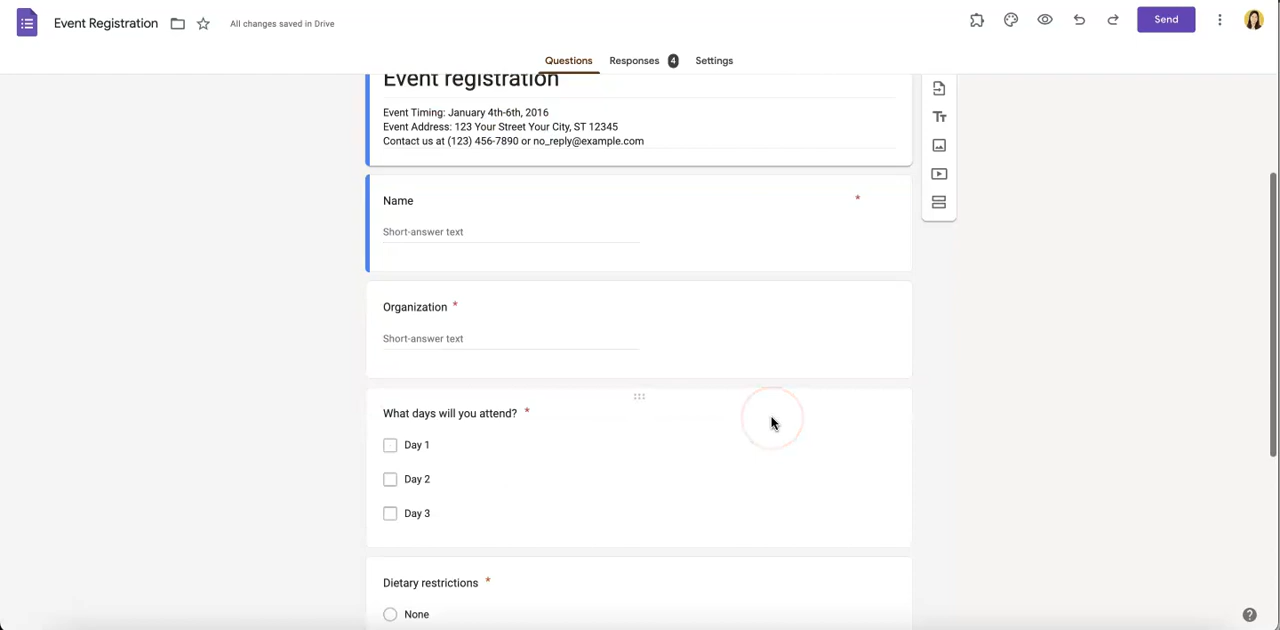 Event Registration
All changes saved in Drive
Send
Questions
Responses 4
Settings
Event registration
Event Timing: January 4th-6th, 2016
Event Address: 123 Your Street Your City, ST 12345
Contact us at (123) 456-7890 or no_reply@example.com
Name *
Short-answer text
Organization *
Short-answer text
What days will you attend? *
Day 1
Day 2
Day 3
Dietary restrictions *
None